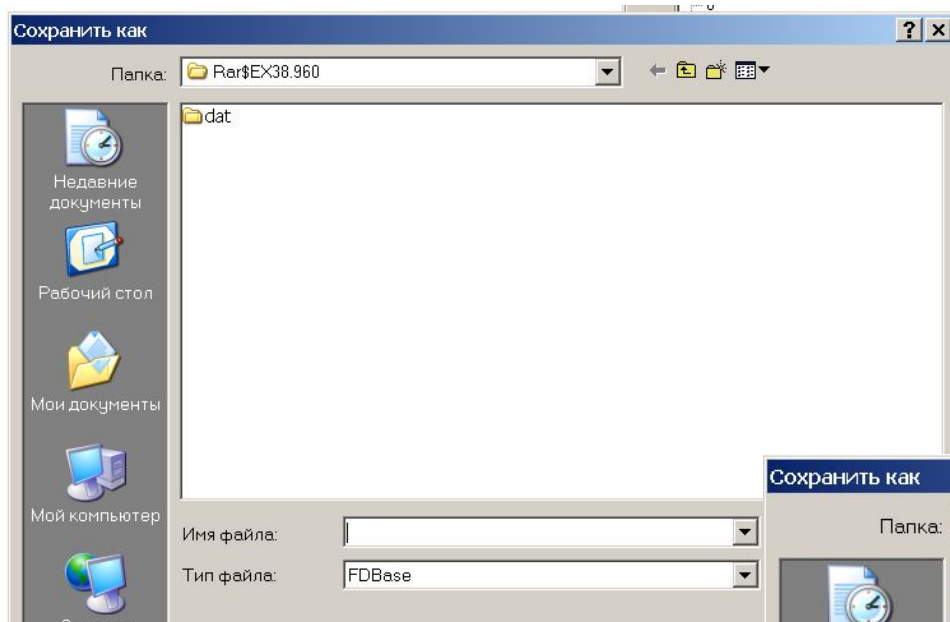 Сохранить как
Папка:
Rar$EX38.960
dat
Недавние
документы
Рабочий стол
Мои документы
Мой компьютер
Имя файла:
Тип файла:
FDBase
Сохранить как
Папка: